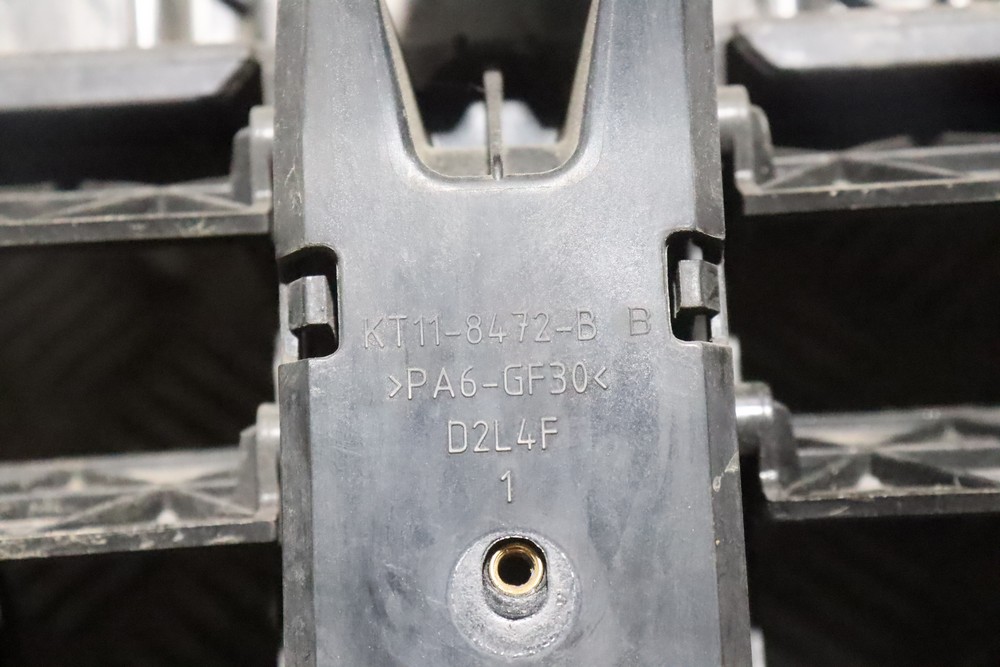 KT11-8472-B B
>PA6-GF30<
D2L4F
1